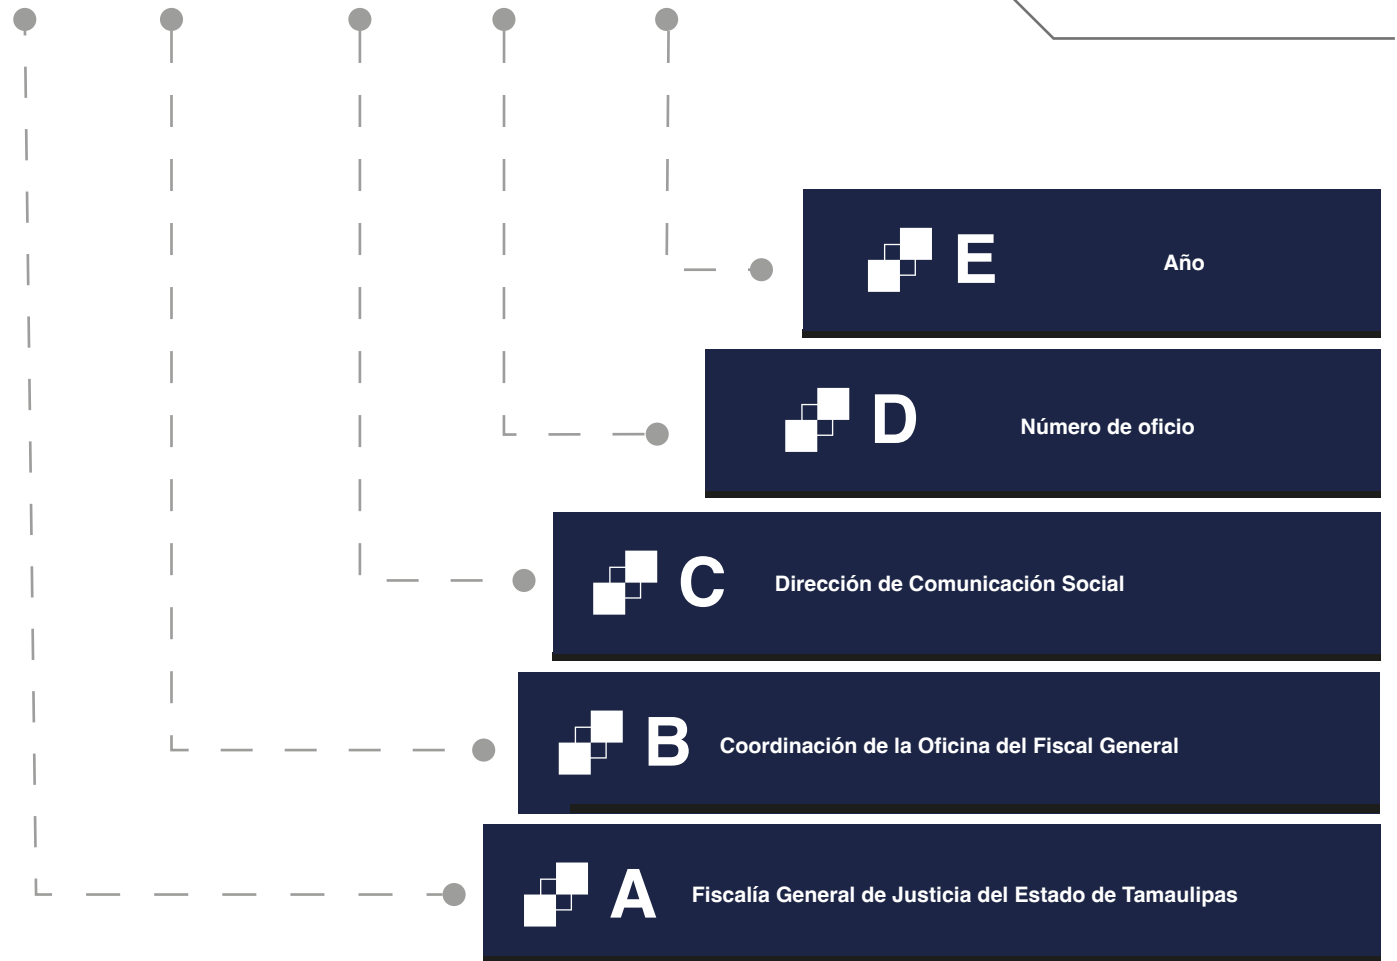 E Año
D Número de oficio
C Dirección de Comunicación Social
B Coordinación de la Oficina del Fiscal General
A Fiscalía General de Justicia del Estado de Tamaulipas